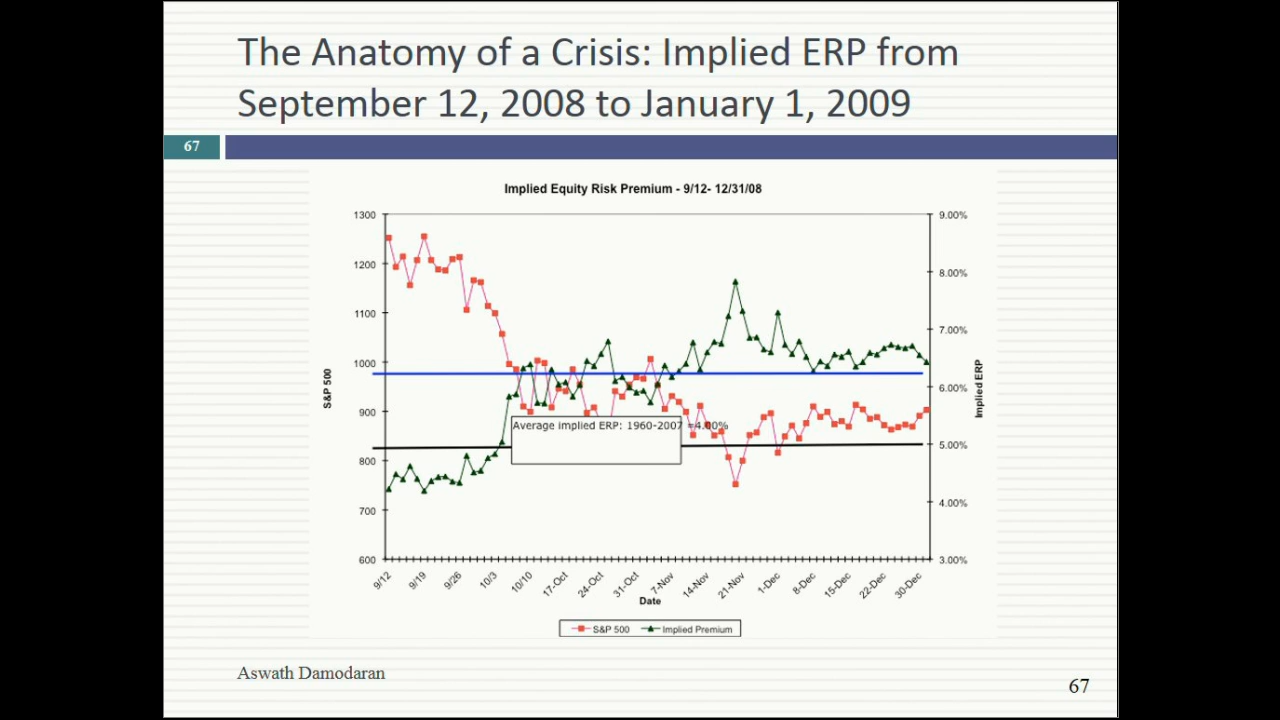 The Anatomy of a Crisis: Implied ERP from
September 12, 2008 to January 1, 2009
67
Implied Equity Risk Premium - 9/12- 12/31/08
1300
1200
1100
1000
900
800
700
600
S&P 500
9.00%
8.00%
7.00%
6.00%
5.00%
4.00%
3.00%
Implied ERP
Average implied ERP: 1960-2007 =4.00%
9/12
9/19
9/26
10/3
10/10
17-Oct
24-Oct
31-Oct
7-Nov
14-Nov
21-Nov
1-Dec
8-Dec
15-Dec
22-Dec
30-Dec
Date
S&P 500
Implied Premium
Aswath Damodaran
67